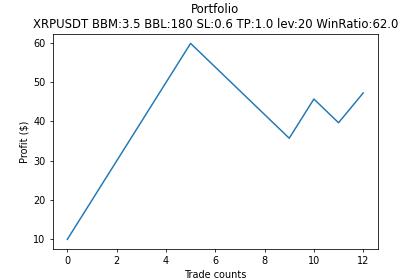 Portfolio
XRPUSDT BBM:3.5 BBL:180 SL:0.6 TP:1.0 lev:20 WinRatio:62.0
60
50
40
30
20
10
Profit ($)
0 2 4 6 8 10 12
Trade counts